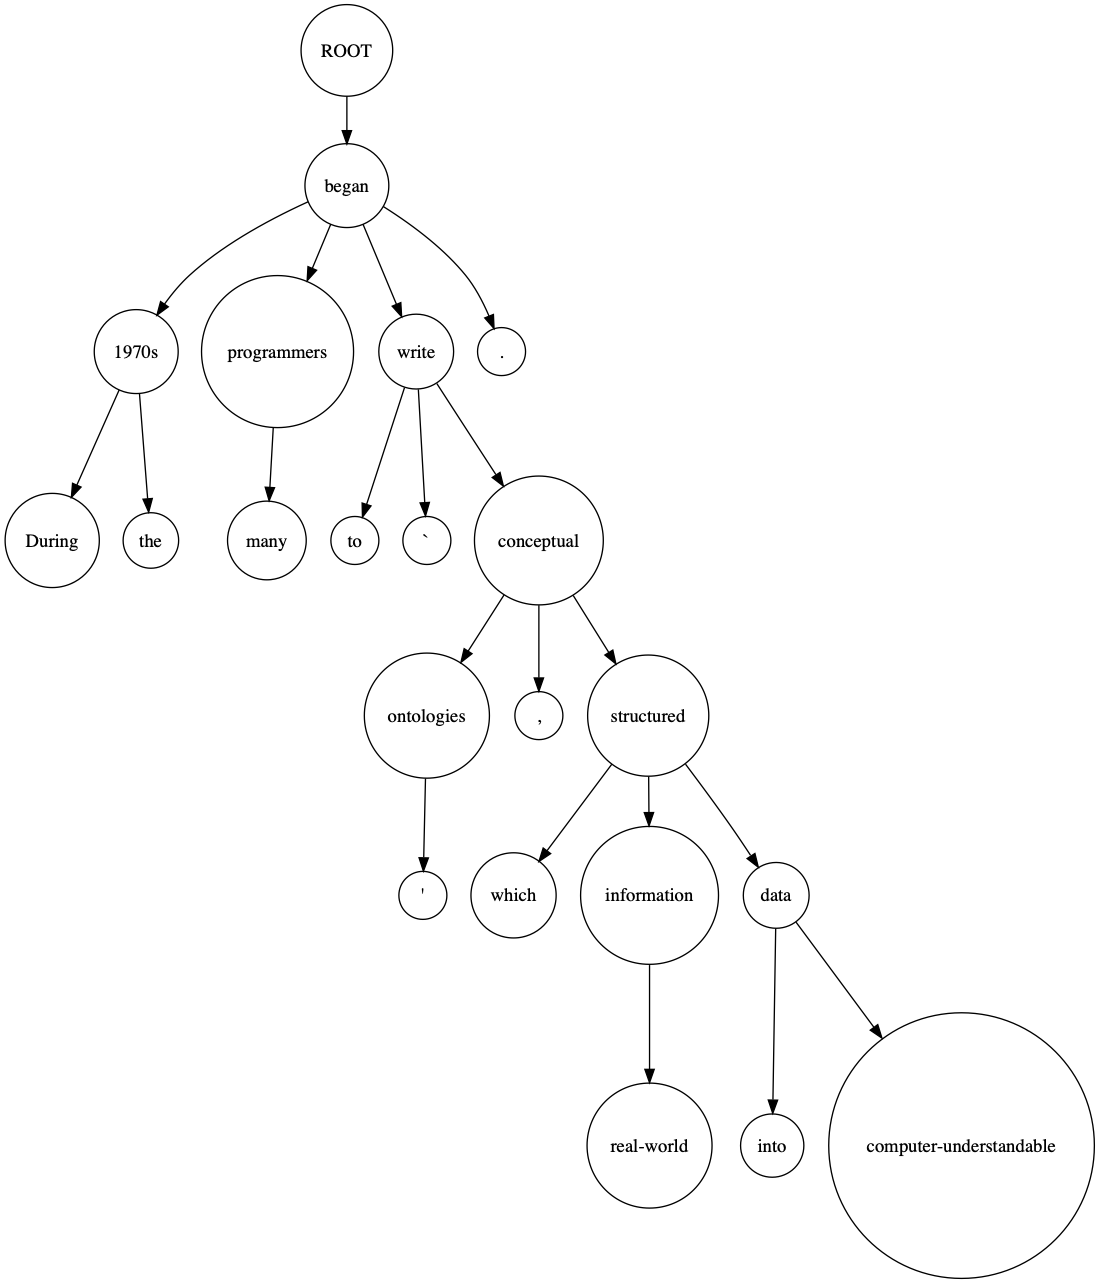 ROOT
began
1970s programmers write .
During the many to ` conceptual
ontologies , structured
' which information data
real-world into computer-understandable